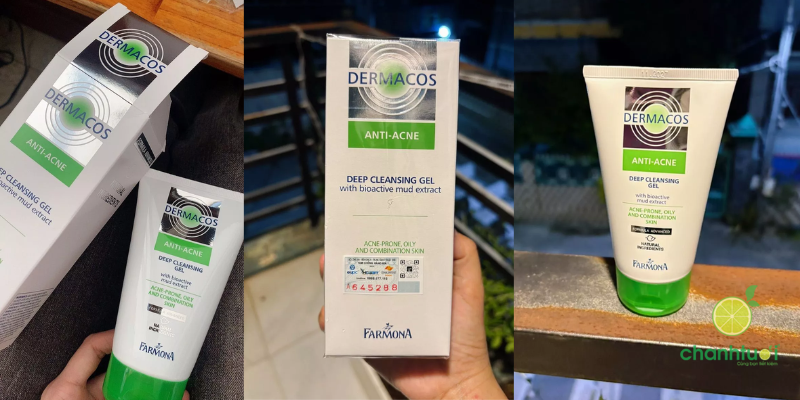 DERMACOS
DERMACOS
ANTI-ACNE
DEEP CLEANSING GEL
bioactive mud extract
DERMACOS
ANTI-ACNE
DEEP CLEANSING
GEL
with bioactive
mud extract
ACNE-PRONE, OILY
AND COMBINATION
SKIN
FARMONA
DERMACOS
ANTI-ACNE
DEEP CLEANSING GEL
with bioactive mud extract
ACNE-PRONE, OILY
AND COMBINATION SKIN
645288
FARMONA
DERMACOS
ANTI-ACNE
DEEP CLEANSING
GEL
with bioactive
mud extract
ACNE-PRONE, OILY
AND COMBINATION
SKIN
FORMULA ADVANCED
NATURAL
INGREDIENTS
FARMONA
chanhtuoi